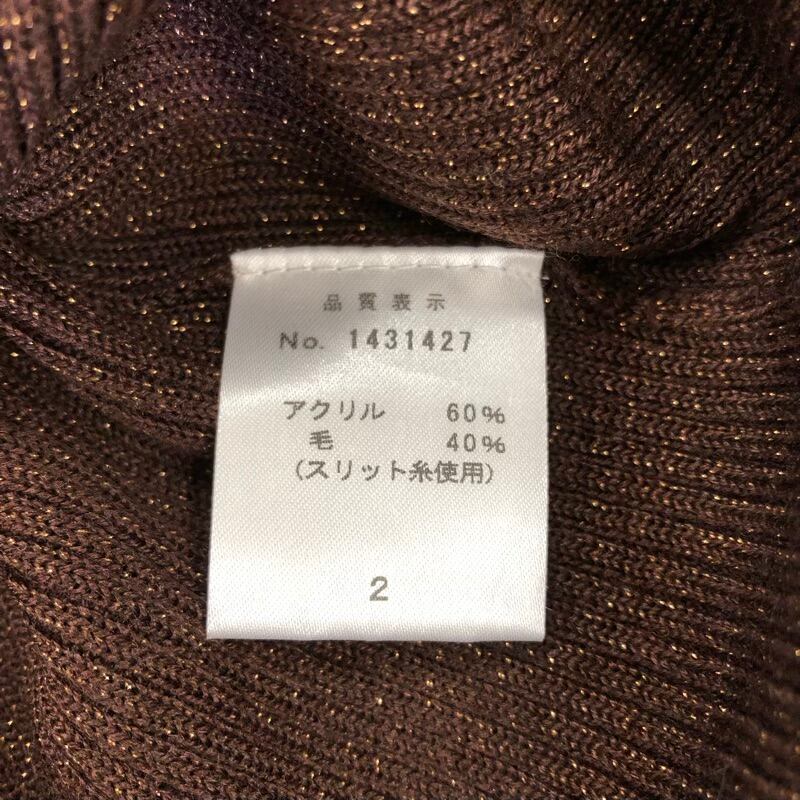 品質表示
No. 1431427
アクリル 60%
毛 40%
(スリット糸使用)
2